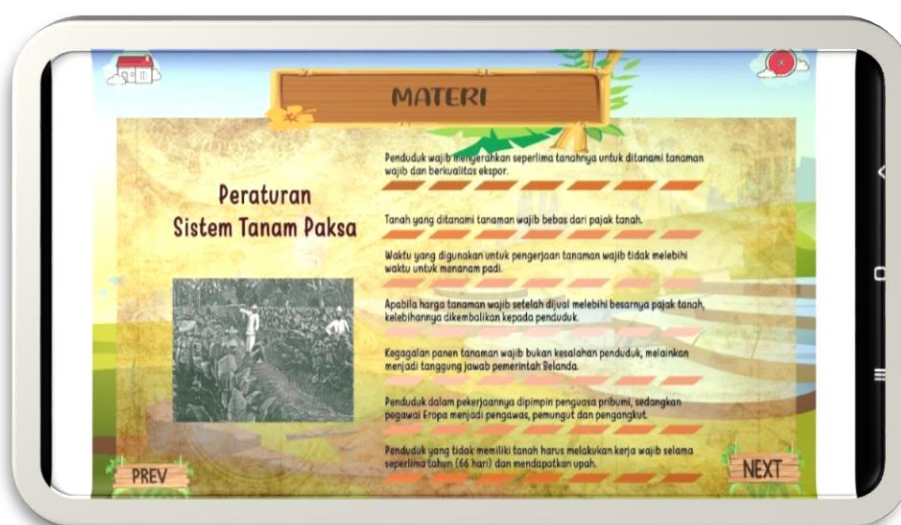 MATERI
Peraturan
Sistem Tanam Paksa
Penduduk wajib menyerahkan seperlima tanahnya untuk ditanami tanaman
wajib dan berkualitas ekspor.
Tanah yang ditanami tanaman wajib bebas dari pajak tanah.
Waktu yang digunakan untuk pengerjaan tanaman wajib tidak melebihi
waktu untuk menanam padi.
Apabila harga tanaman wajib setelah dijual melebihi besarnya pajak tanah,
kelebihannya dikembalikan kepada penduduk.
Kegagalan panen tanaman wajib bukan kesalahan penduduk, melainkan
menjadi tanggung jawab pemerintah Belanda.
Penduduk dalam pekerjaannya dipimpin penguasa pribumi, sedangkan
pegawai Eropa menjadi pengawas, pemungut dan pengangkut.
Penduduk yang tidak memiliki tanah harus melakukan kerja wajib selama
seperlima tahun (66 hari) dan mendapatkan upah.
PREV
NEXT